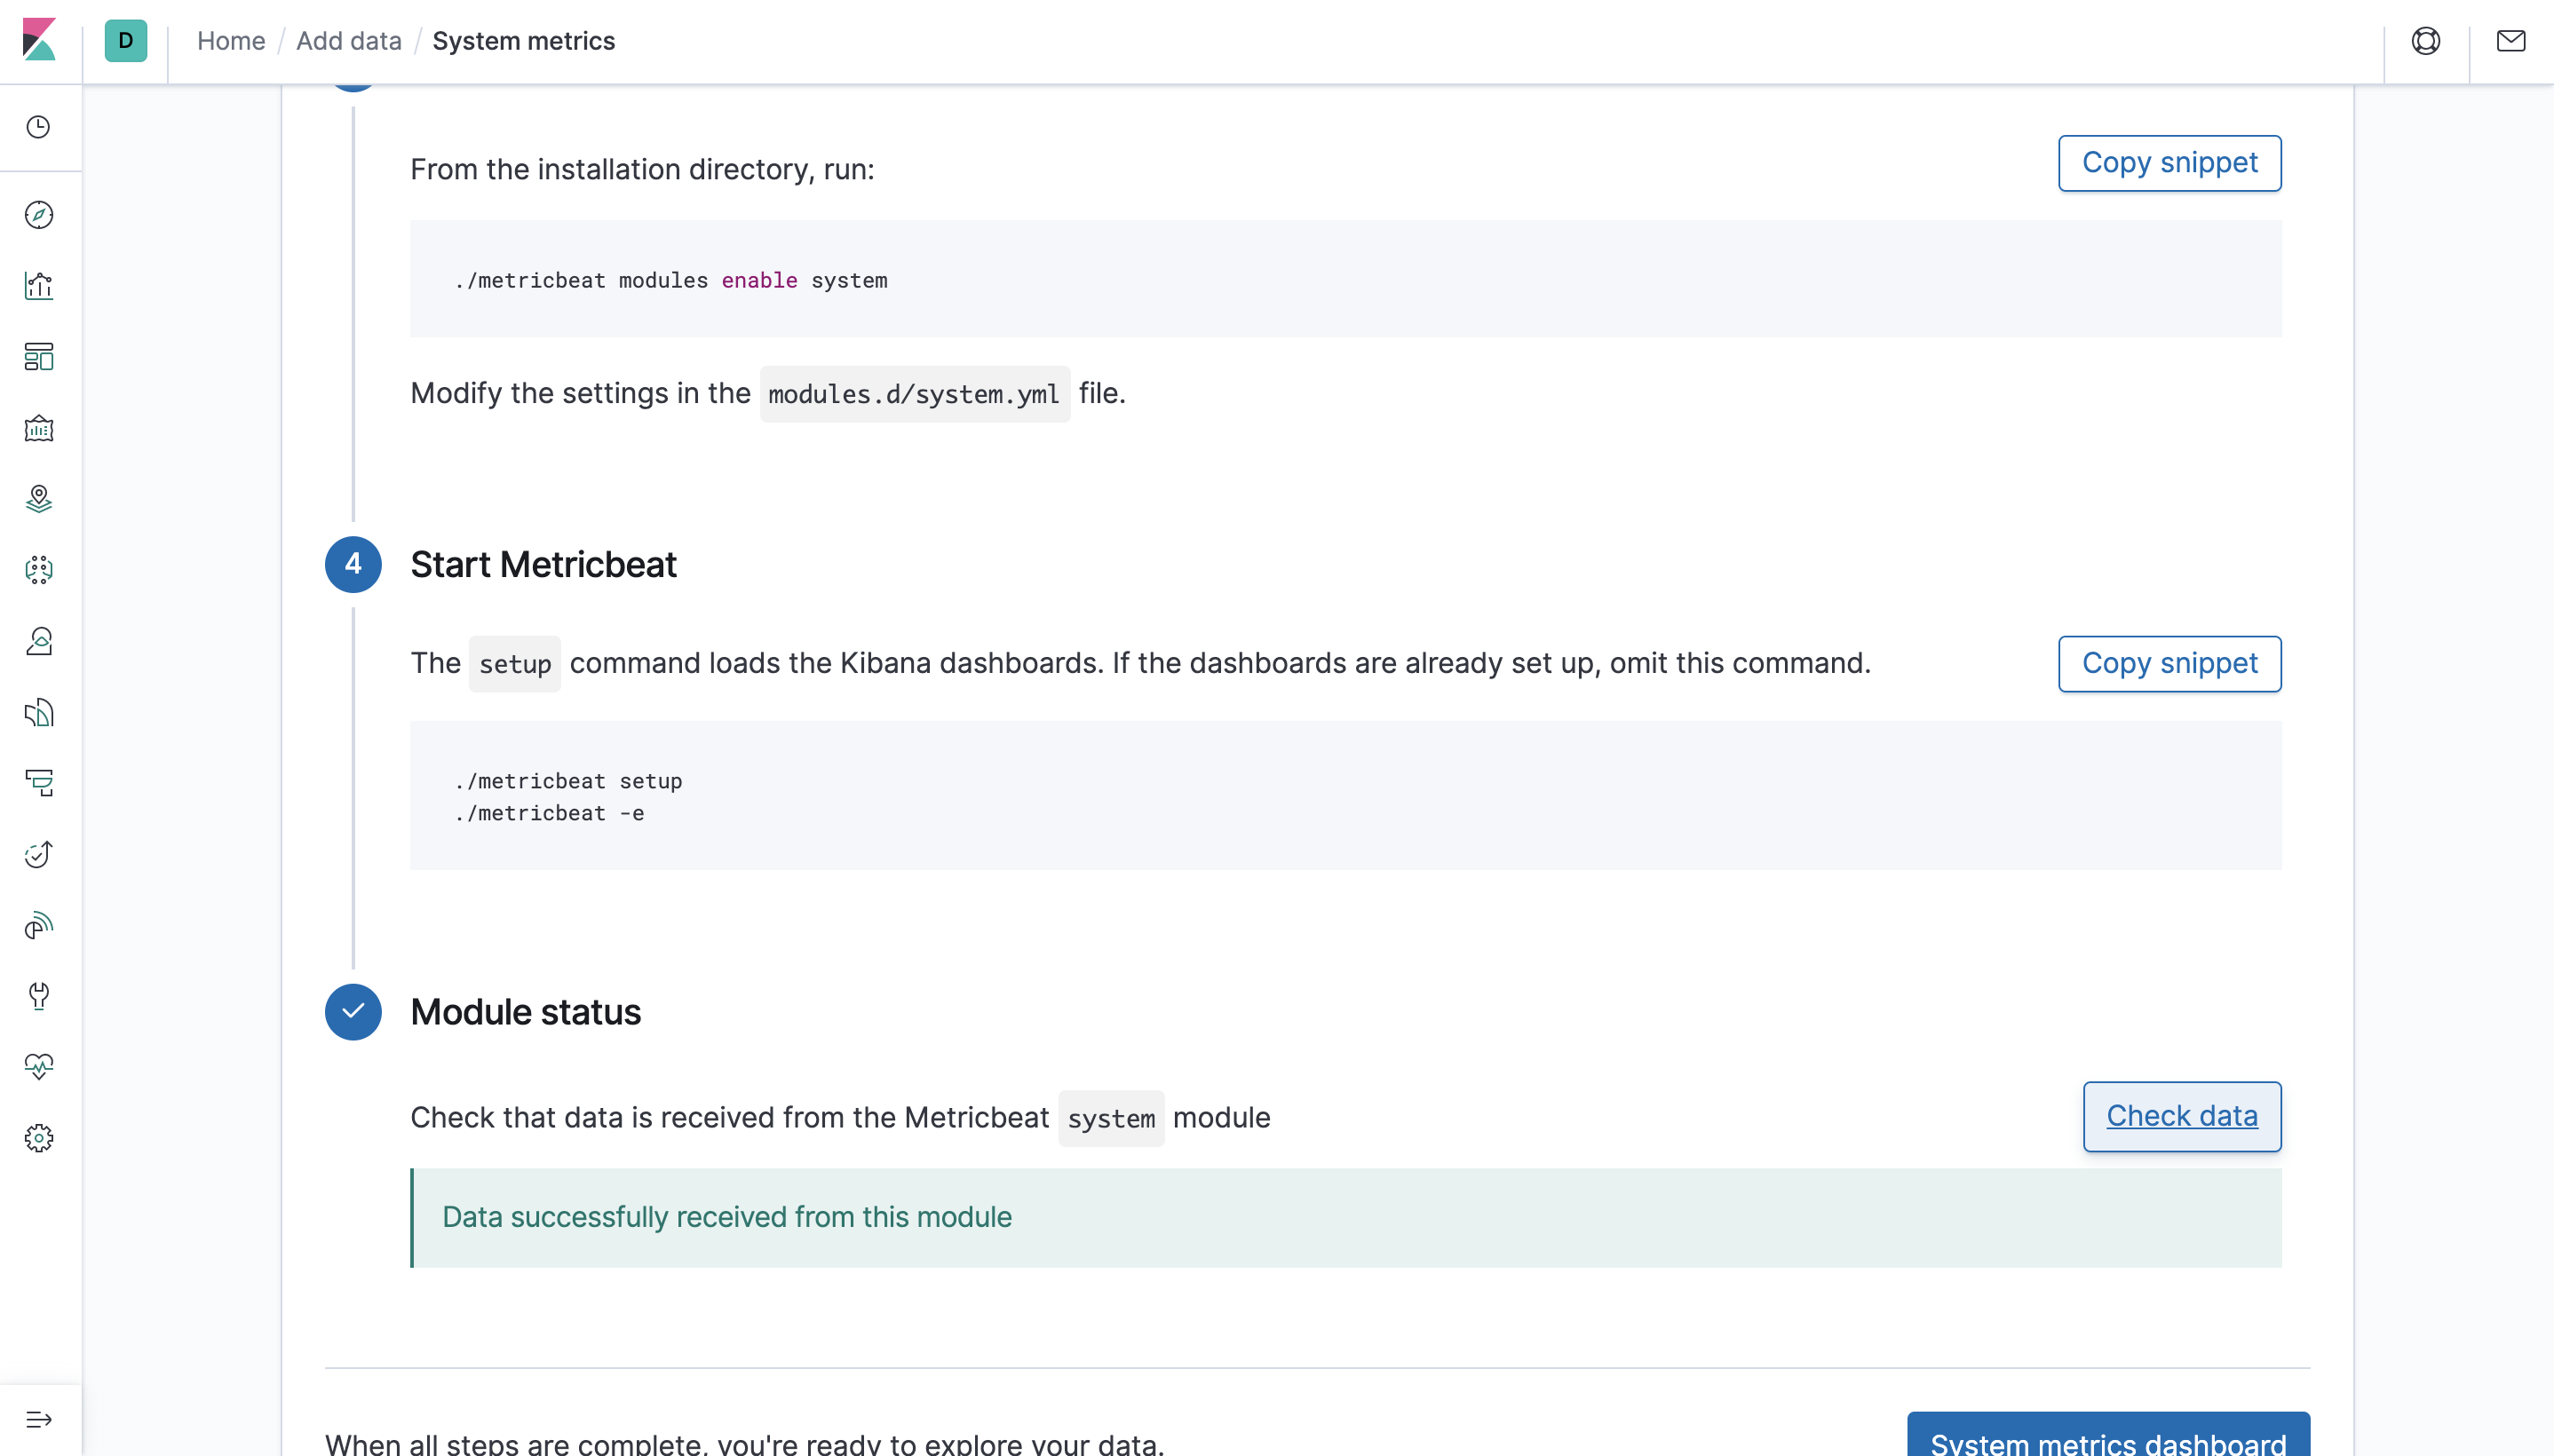 D
Home / Add data / System metrics
From the installation directory, run:
Copy snippet
./metricbeat modules enable system
Modify the settings in the modules.d/system.yml file.
4
Start Metricbeat
The setup command loads the Kibana dashboards. If the dashboards are already set up, omit this command.
Copy snippet
./metricbeat setup
./metricbeat -e
Module status
Check that data is received from the Metricbeat system module
Check data
Data successfully received from this module
When all steps are complete, you're ready to explore your data.
System metrics dashboard